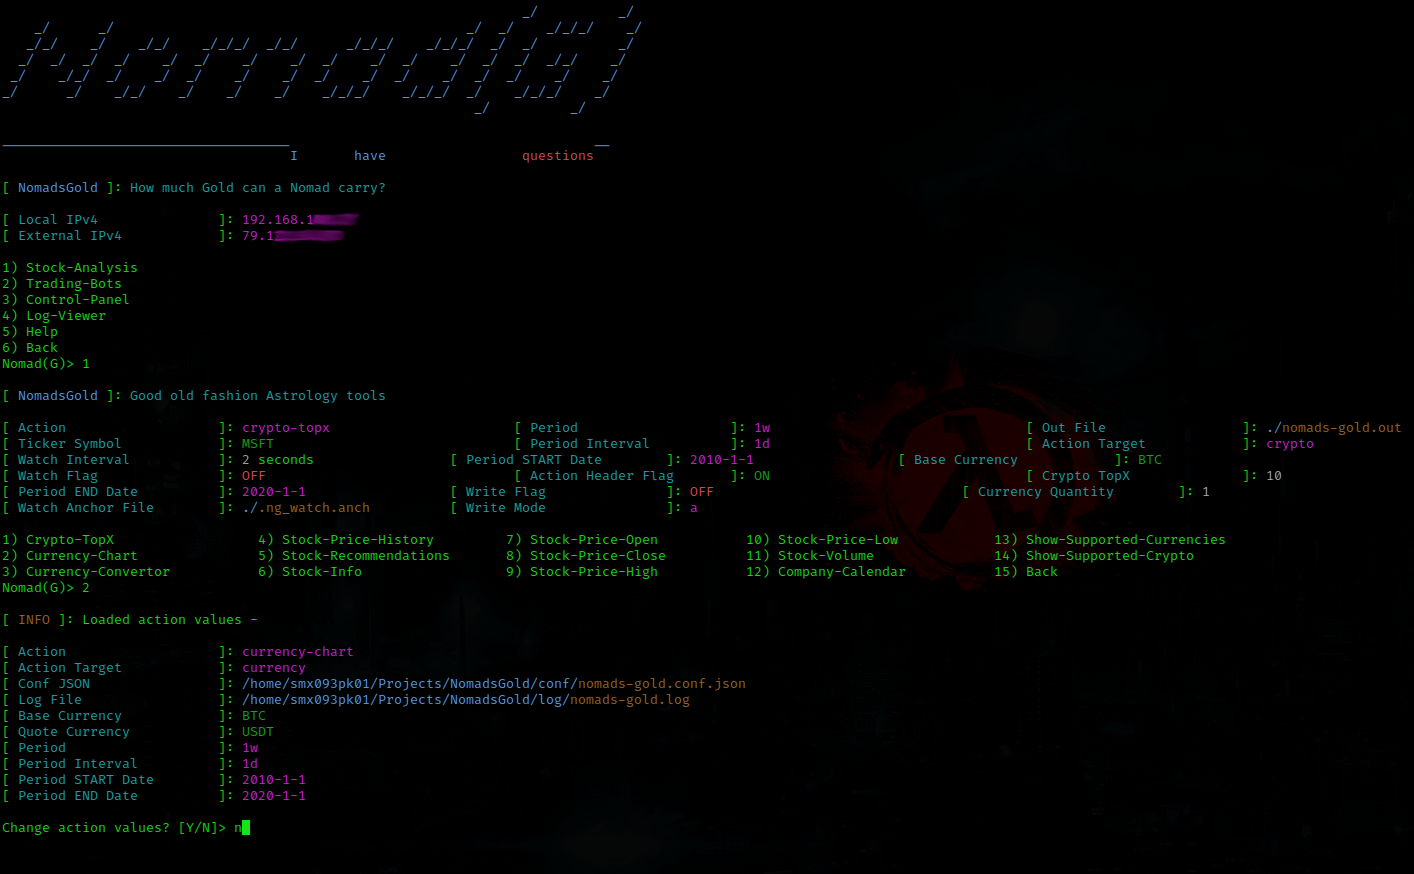 I have questions
[ NomadsGold ]: How much Gold can a Nomad carry?
[ Local IPv4 ]: 192.168.1
[ External IPv4 ]: 79.1
1) Stock-Analysis
2) Trading-Bots
3) Control-Panel
4) Log-Viewer
5) Help
6) Back
Nomad(G)> 1
[ NomadsGold ]: Good old fashion Astrology tools
[ Action ]: crypto-topx [ Period ]: 1w [ Out File ]: ./nomads-gold.out
[ Ticker Symbol ]: MSFT [ Period Interval ]: 1d [ Action Target ]: crypto
[ Watch Interval ]: 2 seconds [ Period START Date ]: 2010-1-1 [ Base Currency ]: BTC
[ Watch Flag ]: OFF [ Action Header Flag ]: ON [ Crypto TopX ]: 10
[ Period END Date ]: 2020-1-1 [ Write Flag ]: OFF [ Currency Quantity ]: 1
[ Watch Anchor File ]: ./.ng_watch.anch [ Write Mode ]: a
1) Crypto-TopX 4) Stock-Price-History 7) Stock-Price-Open 10) Stock-Price-Low 13) Show-Supported-Currencies
2) Currency-Chart 5) Stock-Recommendations 8) Stock-Price-Close 11) Stock-Volume 14) Show-Supported-Crypto
3) Currency-Convertor 6) Stock-Info 9) Stock-Price-High 12) Company-Calendar 15) Back
Nomad(G)> 2
[ INFO ]: Loaded action values -
[ Action ]: currency-chart
[ Action Target ]: currency
[ Conf JSON ]: /home/smx093pk01/Projects/NomadsGold/conf/nomads-gold.conf.json
[ Log File ]: /home/smx093pk01/Projects/NomadsGold/log/nomads-gold.log
[ Base Currency ]: BTC
[ Quote Currency ]: USDT
[ Period ]: 1w
[ Period Interval ]: 1d
[ Period START Date ]: 2010-1-1
[ Period END Date ]: 2020-1-1
Change action values? [Y/N]> n